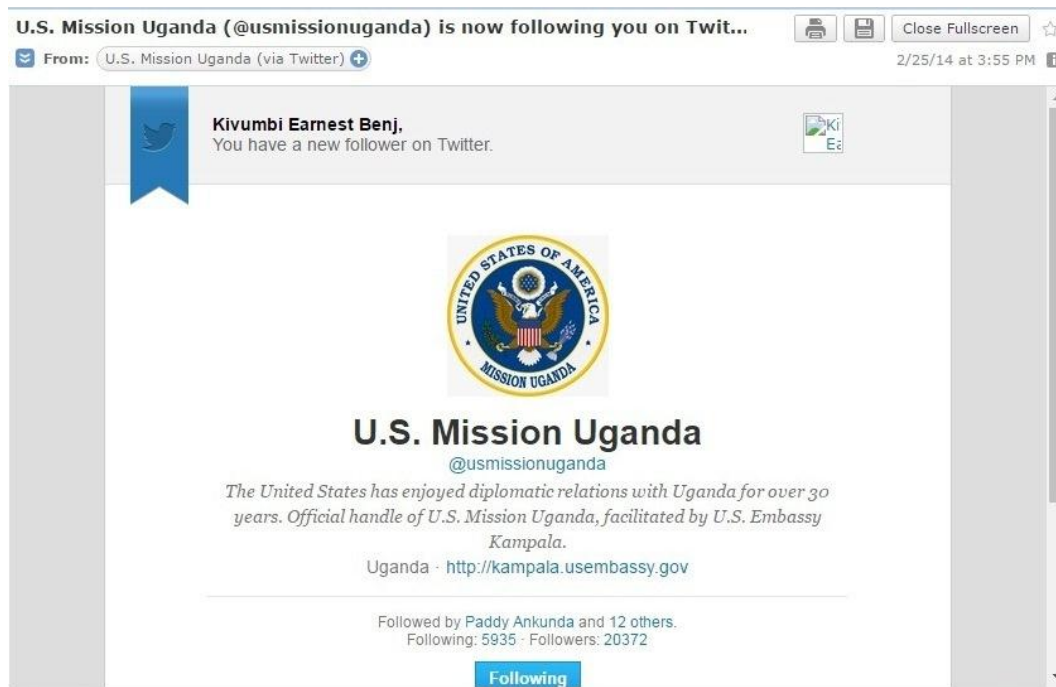 U.S. Mission Uganda (@usmissionuganda) is now following you on Twit...
Close Fullscreen
From: U.S. Mission Uganda (via Twitter)
2/25/14 at 3:55 PM
Kivumbi Earnest Benj,
You have a new follower on Twitter.
Ki
Ea
UNITED STATES OF AMERICA
MISSION UGANDA
U.S. Mission Uganda
@usmissionuganda
The United States has enjoyed diplomatic relations with Uganda for over 30
years. Official handle of U.S. Mission Uganda, facilitated by U.S. Embassy
Kampala.
Uganda · http://kampala.usembassy.gov
Followed by Paddy Ankunda and 12 others.
Following: 5935 · Followers: 20372
Following